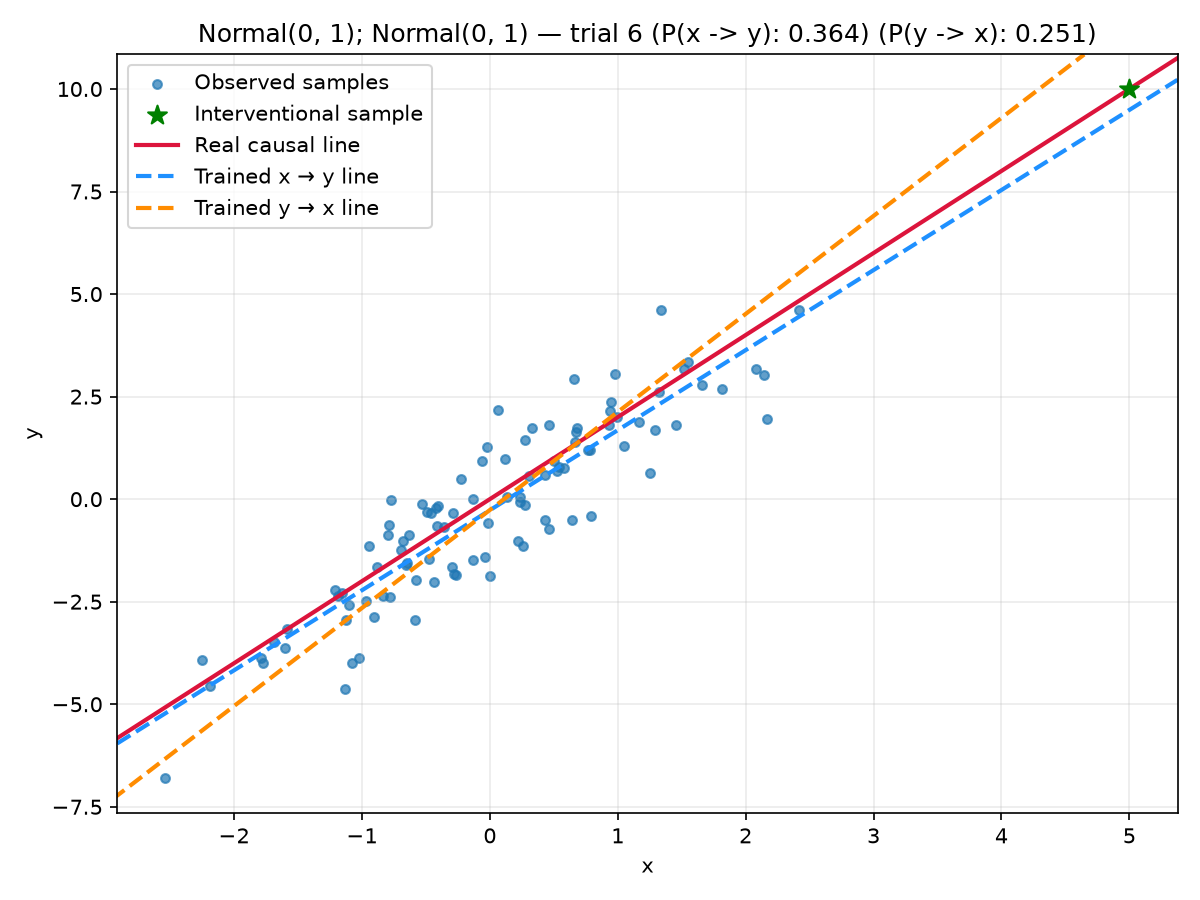 Normal(0, 1); Normal(0, 1) — trial 6 (P(x -> y): 0.364) (P(y -> x): 0.251)
Observed samples
Interventional sample
Real causal line
Trained x → y line
Trained y → x line
10.0
7.5
5.0
2.5
0.0
−2.5
−5.0
−7.5
y
−2 −1 0 1 2 3 4 5
x